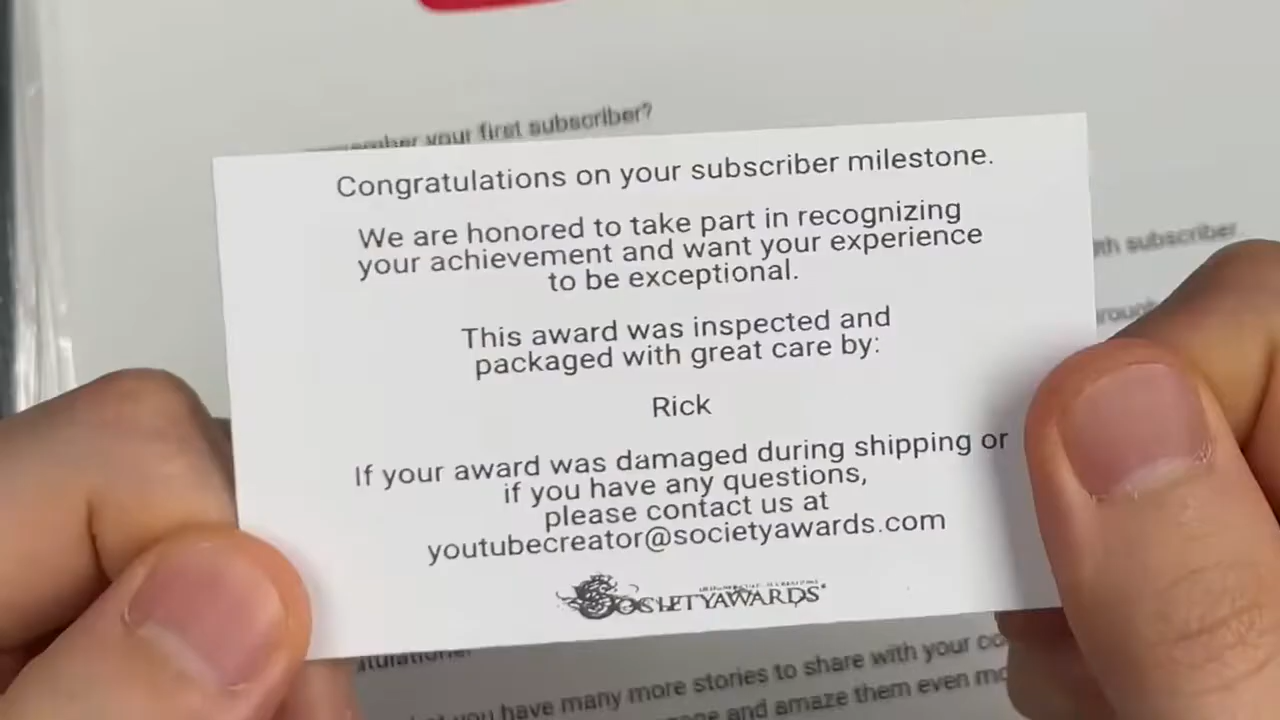 your first subscriber?
Congratulations on your subscriber milestone.
We are honored to take part in recognizing
your achievement and want your experience
to be exceptional.
th subscriber.
This award was inspected and
packaged with great care by:
Rick
If your award was damaged during shipping or
if you have any questions,
please contact us at
youtubecreator@societyawards.com
SOCIETYAWARDS
you have many more stories to share with your
and amaze them even